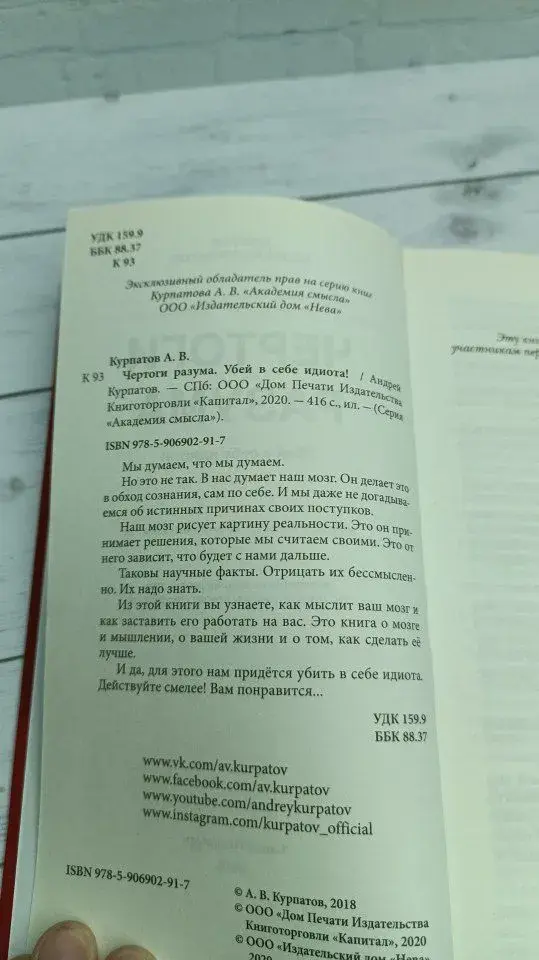 УДК 159.9
ББК 88.37
К 93
Эксклюзивный обладатель прав на серию книг
Курпатова А. В. «Академия смысла»
ООО «Издательский дом «Нева»
Курпатов А. В.
К 93 Чертоги разума. Убей в себе идиота! / Андрей
Курпатов. — СПб: ООО «Дом Печати Издательства
Книготорговли «Капитал», 2020. — 416 с., ил. — (Серия
«Академия смысла»).
ISBN 978-5-906902-91-7
Мы думаем, что мы думаем.
Но это не так. В нас думает наш мозг. Он делает это
в обход сознания, сам по себе. И мы даже не догадыва-
емся об истинных причинах своих поступков.
Наш мозг рисует картину реальности. Это он при-
нимает решения, которые мы считаем своими. Это от
него зависит, что будет с нами дальше.
Таковы научные факты. Отрицать их бессмыслен-
но. Их надо знать.
Из этой книги вы узнаете, как мыслит ваш мозг и
как заставить его работать на вас. Это книга о мозге
и мышлении, о вашей жизни и о том, как сделать её
лучше.
И да, для этого нам придётся убить в себе идиота.
Действуйте смелее! Вам понравится...
УДК 159.9
ББК 88.37
www.vk.com/av.kurpatov
www.facebook.com/av.kurpatov
www.youtube.com/andreykurpatov
www.instagram.com/kurpatov_official
ISBN 978-5-906902-91-7
© А. В. Курпатов, 2018
© ООО «Дом Печати Издательства
Книготорговли «Капитал», 2020
© ООО «Издательский дом «Нева»
2020
Эту
участникам